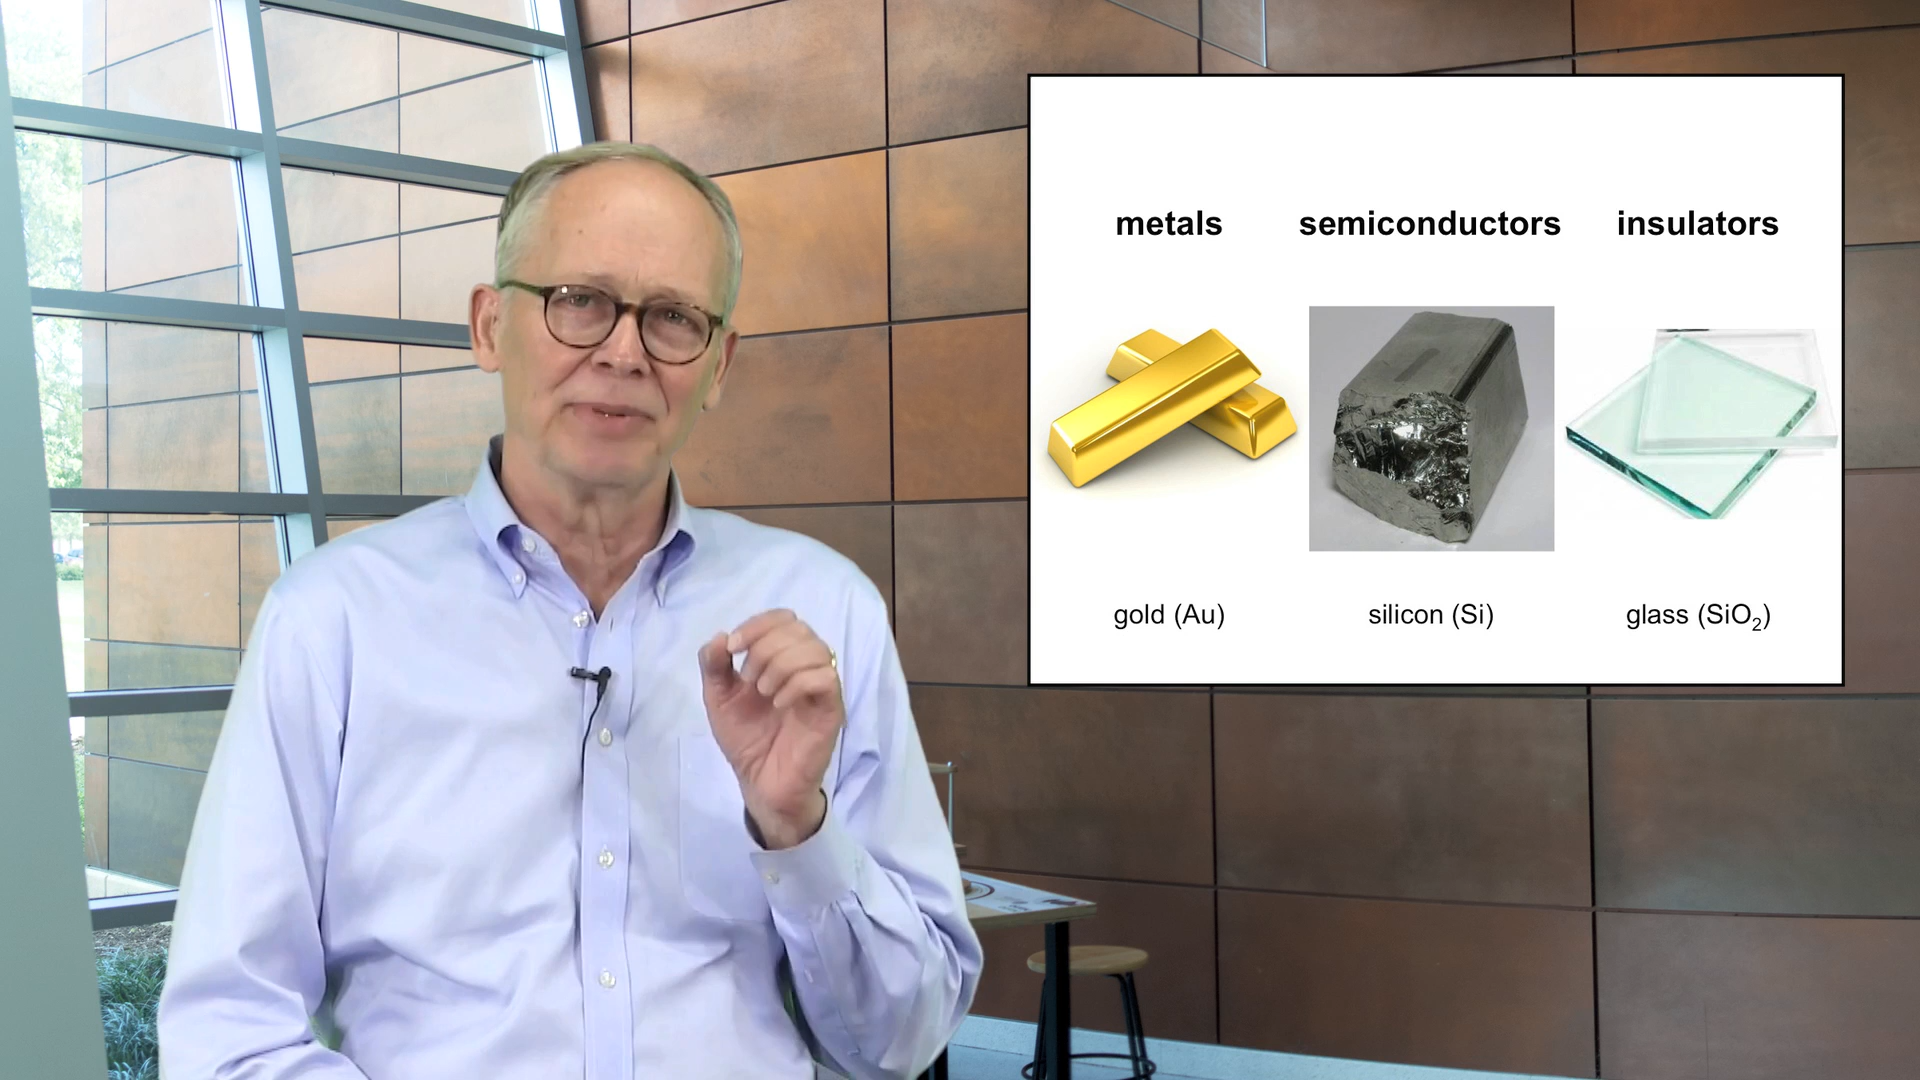 metals semiconductors insulators
gold (Au) silicon (Si) glass (SiO₂)